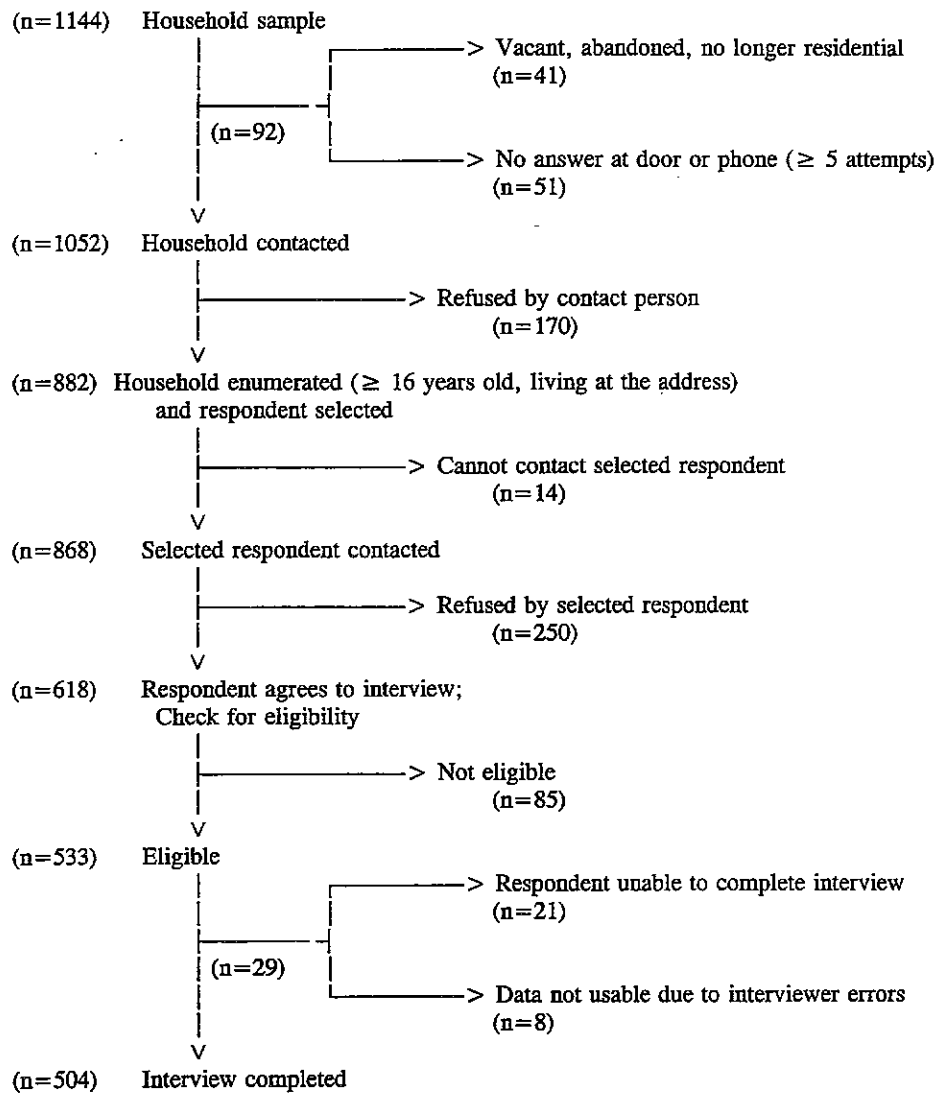 (n=1144) Household sample
> Vacant, abandoned, no longer residential
(n=41)
(n=92)
> No answer at door or phone (≥ 5 attempts)
(n=51)
(n=1052) Household contacted
> Refused by contact person
(n=170)
(n=882) Household enumerated (≥ 16 years old, living at the address)
and respondent selected
> Cannot contact selected respondent
(n=14)
(n=868) Selected respondent contacted
> Refused by selected respondent
(n=250)
(n=618) Respondent agrees to interview;
Check for eligibility
> Not eligible
(n=85)
(n=533) Eligible
> Respondent unable to complete interview
(n=21)
(n=29)
> Data not usable due to interviewer errors
(n=8)
(n=504) Interview completed